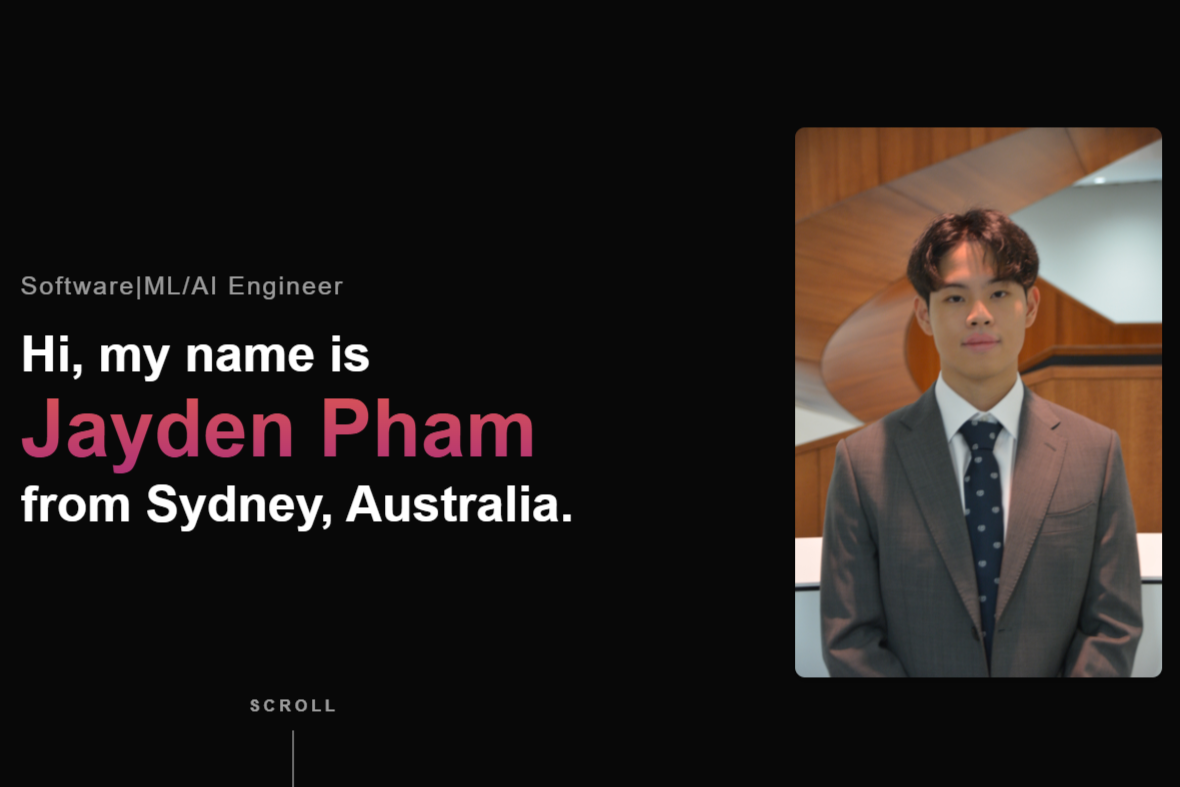 Software|ML/AI Engineer
Hi, my name is
Jayden Pham
from Sydney, Australia.
SCROLL